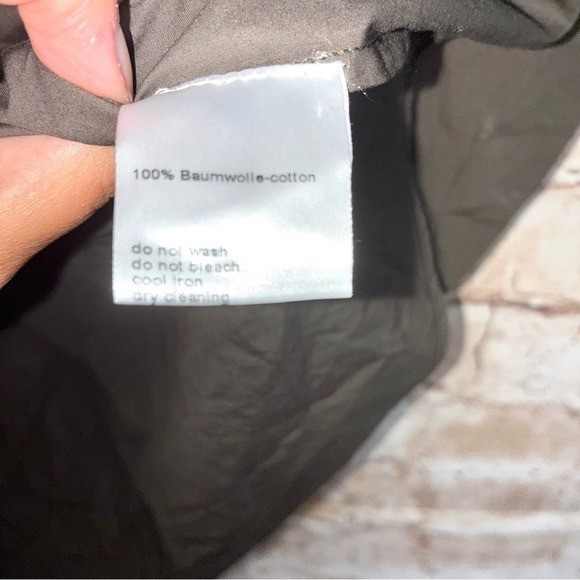 100% Baumwolle-cotton
do not wash
do not bleach
cool iron
dry cleaning